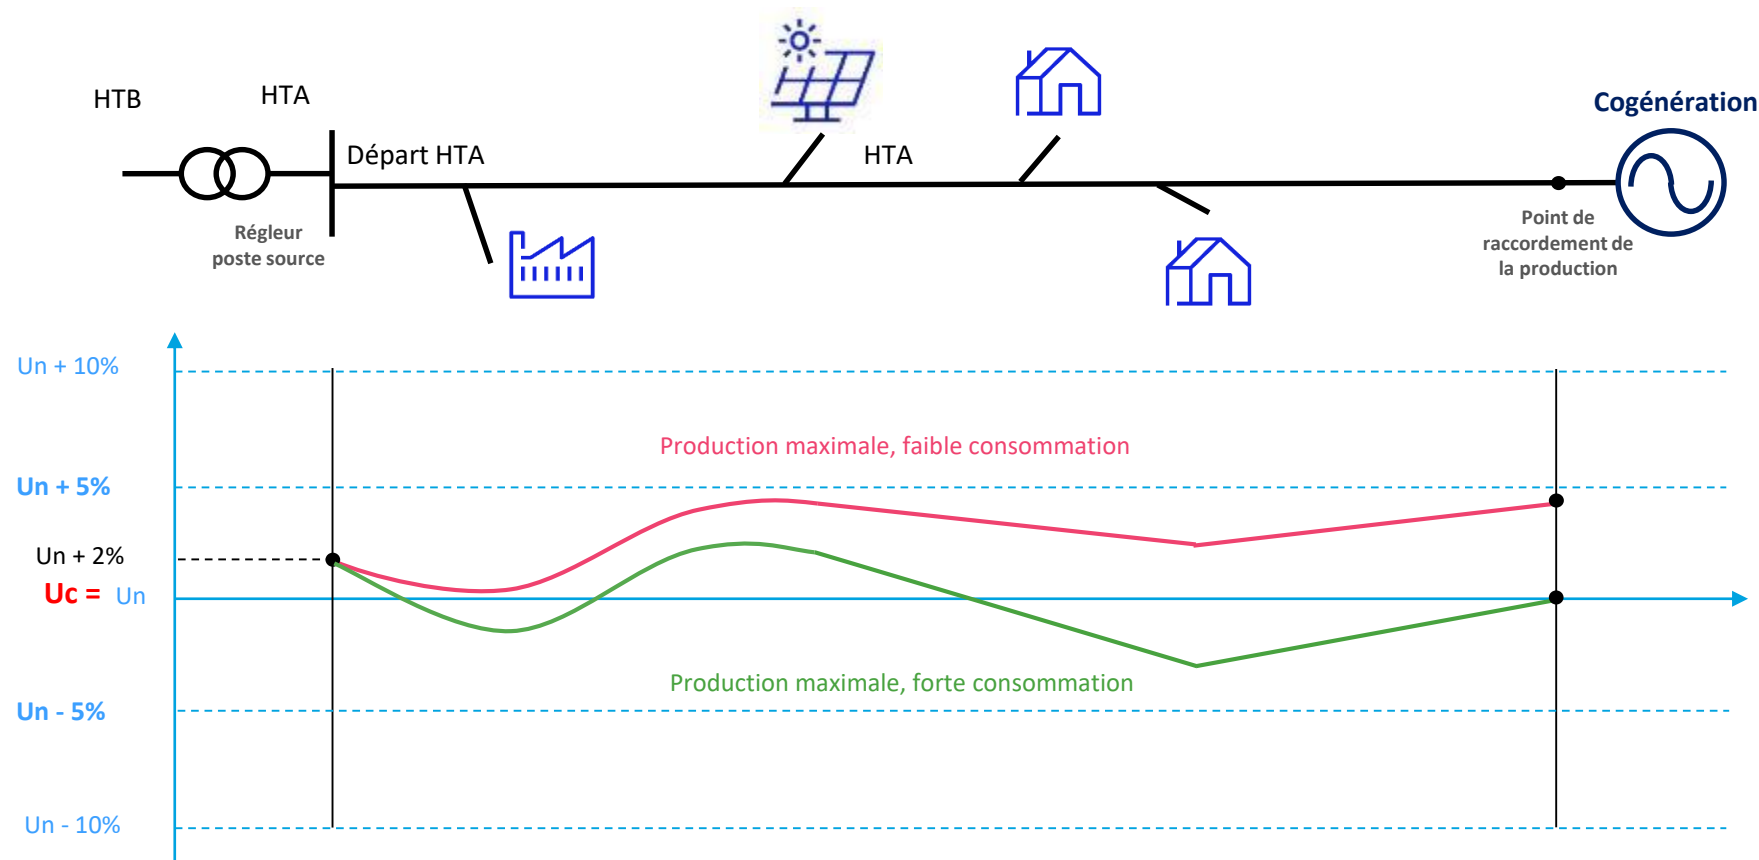 HTB
HTA
Cogénération
Départ HTA
HTA
Régleur
poste source
Point de
raccordement de
la production
Un + 10%
Production maximale, faible consommation
Un + 5%
Un + 2%
Uc = Un
Production maximale, forte consommation
Un - 5%
Un - 10%